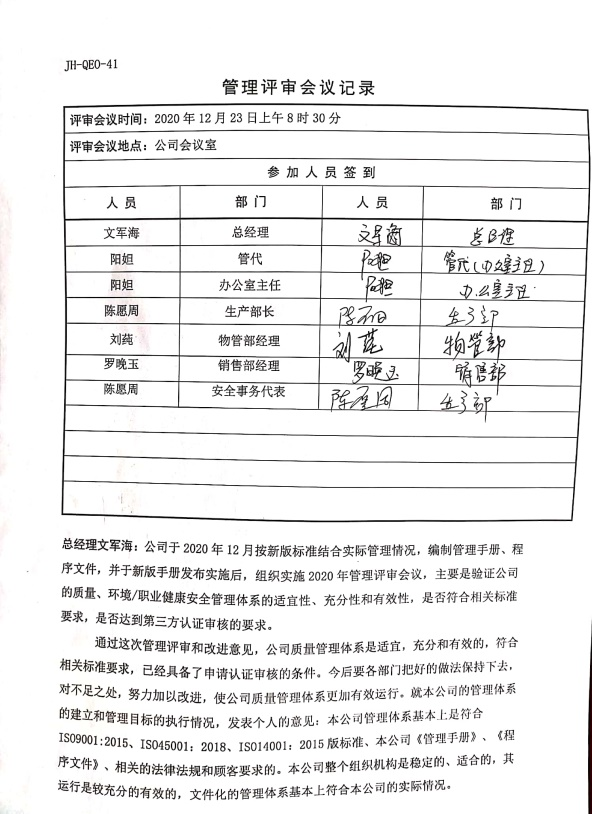 JH-QEO-41
管理评审会议记录
评审会议时间：2020 年 12 月 23 日上午 8 时 30 分
评审会议地点：公司会议室
参 加 人 员 签 到
人 员 部 门 人 员 部 门
文军海 总经理 文军海 总经理
阳妲 管代 阳妲 管代(办公室主任)
阳妲 办公室主任 阳妲 办公室主任
陈愿周 生产部长 生产部
刘莼 物管部经理 刘莼 物管部
罗晚玉 销售部经理 罗晚玉 销售部
陈愿周 安全事务代表 陈愿周 生产部
总经理文军海：公司于 2020 年 12 月按新版标准结合实际管理情况，编制管理手册、程
序文件，并于新版手册发布实施后，组织实施 2020 年管理评审会议，主要是验证公司
的质量、环境/职业健康安全管理体系的适宜性、充分性和有效性，是否符合相关标准
要求，是否达到第三方认证审核的要求。
通过这次管理评审和改进意见，公司质量管理体系是适宜，充分和有效的，符合
相关标准要求，已经具备了申请认证审核的条件。今后要各部门把好的做法保持下去，
对不足之处，努力加以改进，使公司质量管理体系更加有效运行。就本公司的管理体系
的建立和管理目标的执行情况，发表个人的意见：本公司管理体系基本上是符合
ISO9001:2015、ISO45001：2018、ISO14001：2015 版标准、本公司《管理手册》、《程
序文件》、相关的法律法规和顾客要求的。本公司整个组织机构是稳定的、适合的，其
运行是较充分的有效的，文件化的管理体系基本上符合本公司的实际情况。